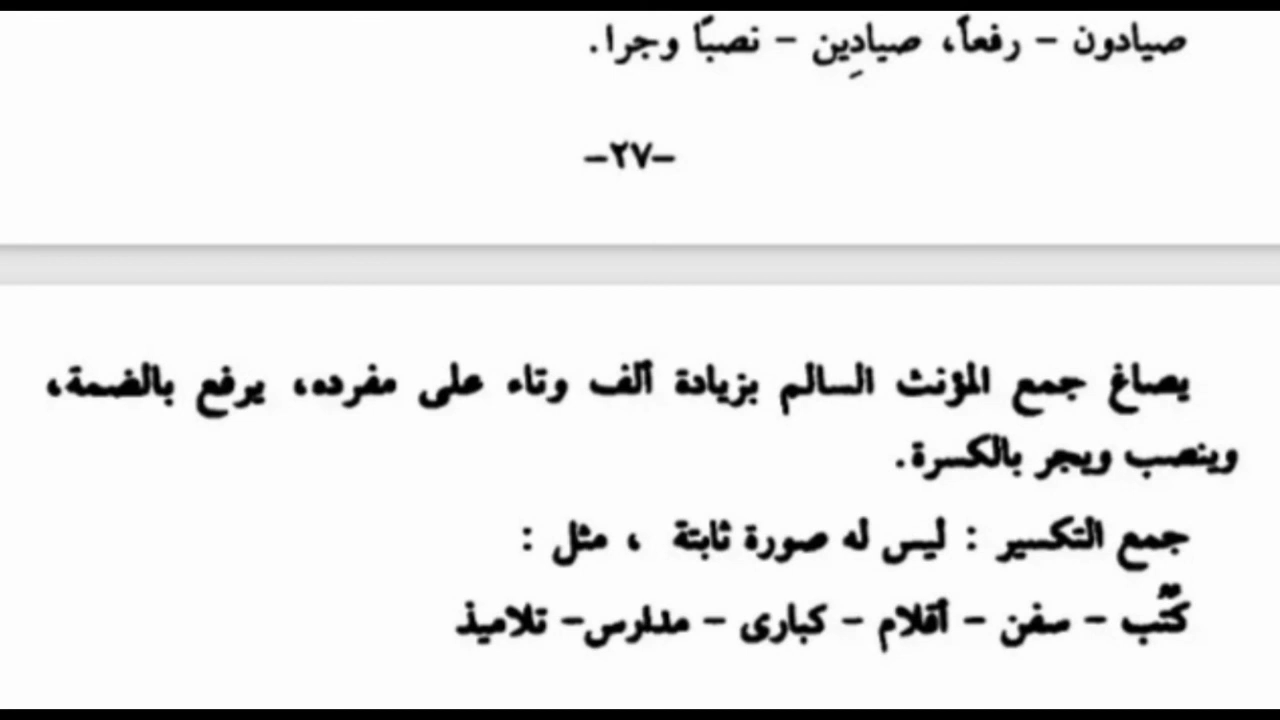 صيادون – رفعاً، صيادِين – نصبًا وجرا.
–٢٧–
يصاغ جمع المؤنث السالم بزيادة ألف وتاء على مفرده، يرفع بالضمة،
وينصب ويجر بالكسرة.
جمع التكسير : ليس له صورة ثابتة ، مثل :
كُتُب – سفن – أقلام – كبارى – مدارس – تلاميذ